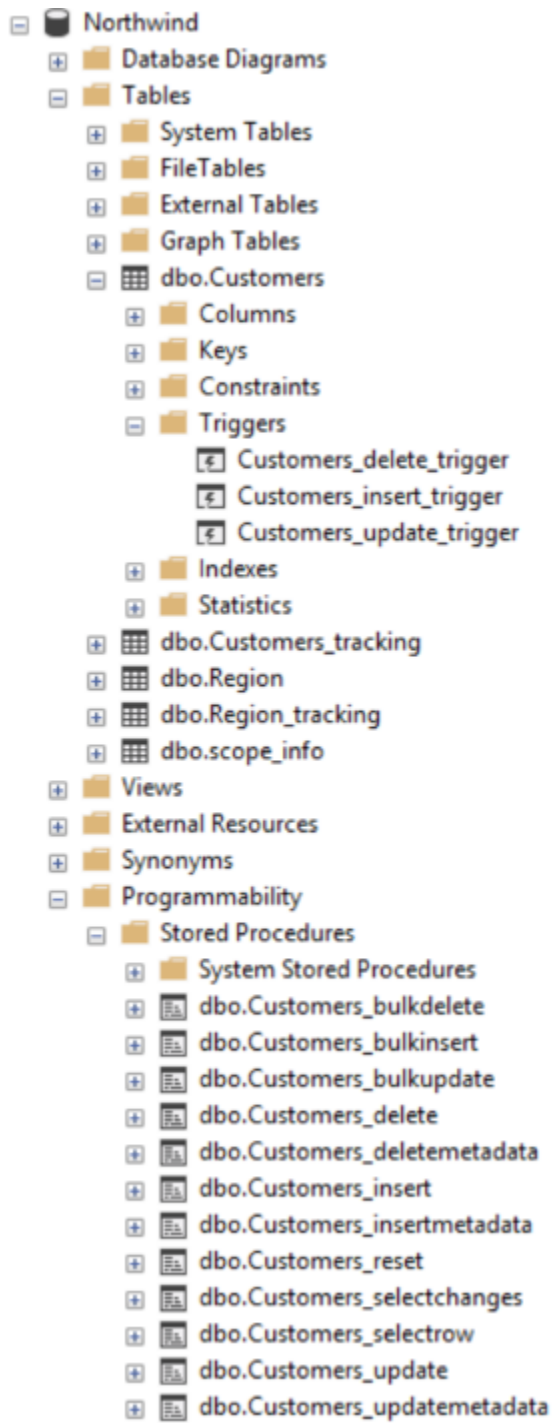 Northwind
Database Diagrams
Tables
System Tables
FileTables
External Tables
Graph Tables
dbo.Customers
Columns
Keys
Constraints
Triggers
Customers_delete_trigger
Customers_insert_trigger
Customers_update_trigger
Indexes
Statistics
dbo.Customers_tracking
dbo.Region
dbo.Region_tracking
dbo.scope_info
Views
External Resources
Synonyms
Programmability
Stored Procedures
System Stored Procedures
dbo.Customers_bulkdelete
dbo.Customers_bulkinsert
dbo.Customers_bulkupdate
dbo.Customers_delete
dbo.Customers_deletemetadata
dbo.Customers_insert
dbo.Customers_insertmetadata
dbo.Customers_reset
dbo.Customers_selectchanges
dbo.Customers_selectrow
dbo.Customers_update
dbo.Customers_updatemetadata